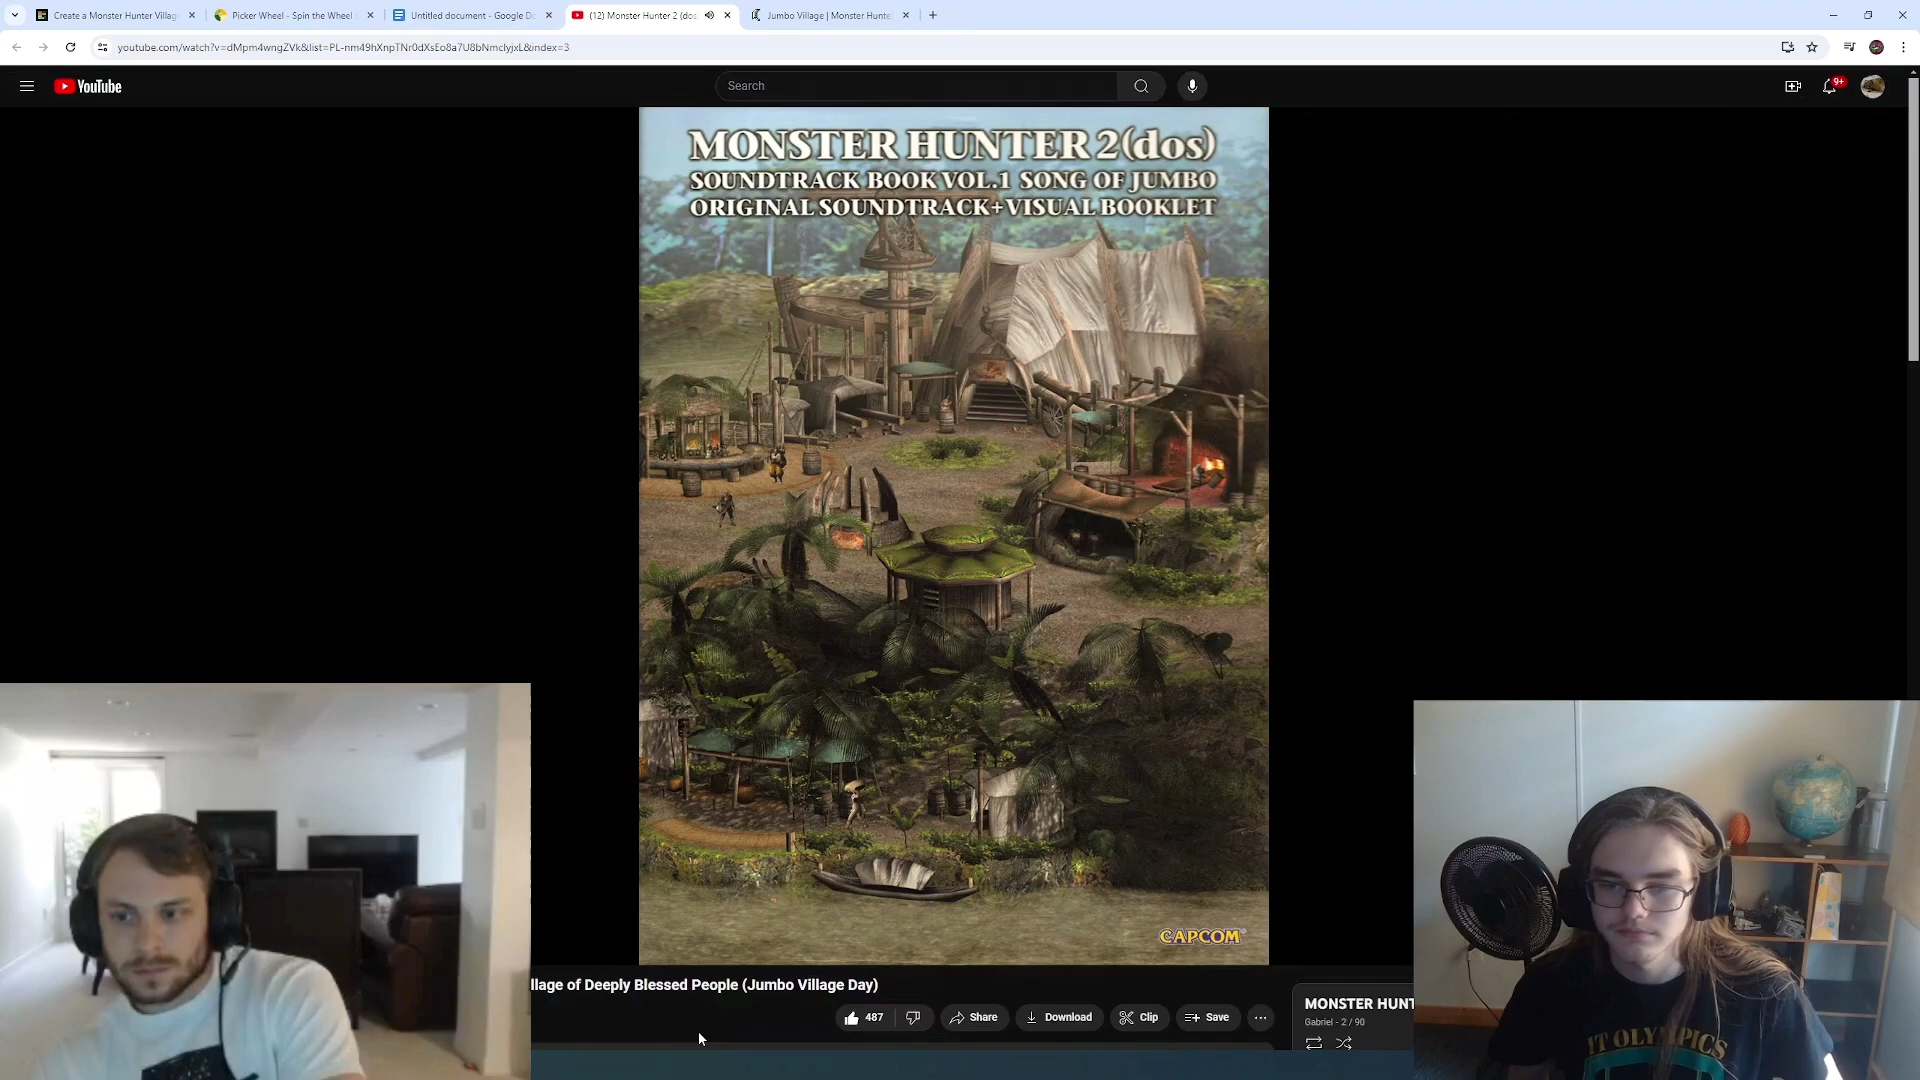 Create a Monster Hunter Villag
Picker Wheel - Spin the Wheel
Untitled document - Google Do
(12) Monster Hunter 2 (dos
Jumbo Village | Monster Hunte
youtube.com/watch?v=dMpm4wngZVk&list=PL-nm49hXnpTNr0dXsEo8a7U8bNmclyjxL&index=3
YouTube
Search
9+
MONSTER HUNTER 2(dos)
SOUNDTRACK BOOK VOL.1 SONG OF JUMBO
ORIGINAL SOUNDTRACK+VISUAL BOOKLET
CAPCOM
llage of Deeply Blessed People (Jumbo Village Day)
487
Share
Download
Clip
Save
MONSTER HUNT
Gabriel - 2 / 90
IT OLYMPICS